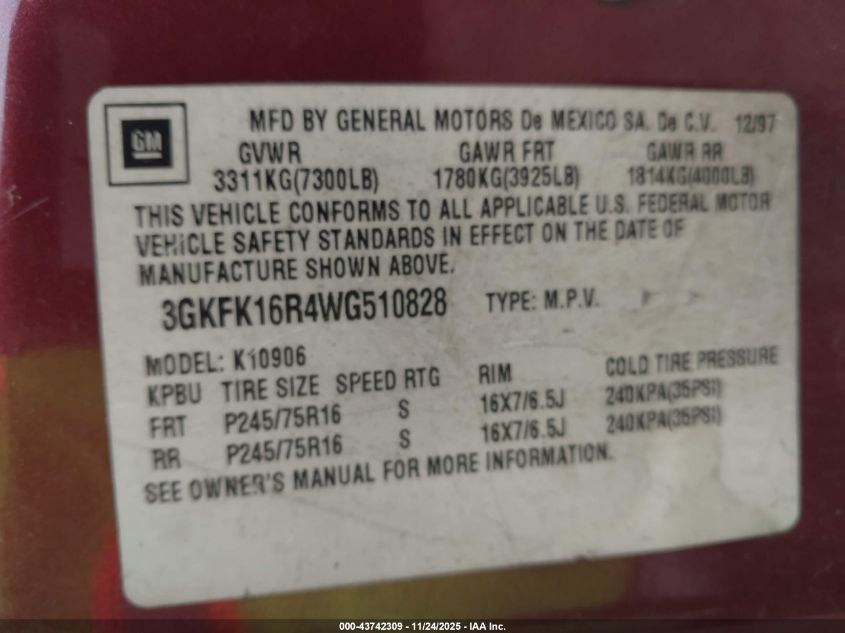 GM
MFD BY GENERAL MOTORS De MEXICO SA. De C.V. 12/97
GVWR GAWR FRT GAWR RR
3311KG(7300LB) 1780KG(3925LB) 1814KG(4000LB)
THIS VEHICLE CONFORMS TO ALL APPLICABLE U.S. FEDERAL MOTOR
VEHICLE SAFETY STANDARDS IN EFFECT ON THE DATE OF
MANUFACTURE SHOWN ABOVE.
3GKFK16R4WG510828 TYPE: M.P.V.
MODEL: K10906
KPBU TIRE SIZE SPEED RTG RIM COLD TIRE PRESSURE
FRT P245/75R16 S 16X7/6.5J 240KPA(35PSI)
RR P245/75R16 S 16X7/6.5J 240KPA(35PSI)
SEE OWNER'S MANUAL FOR MORE INFORMATION.
000-43742309 - 11/24/2025 - IAA Inc.